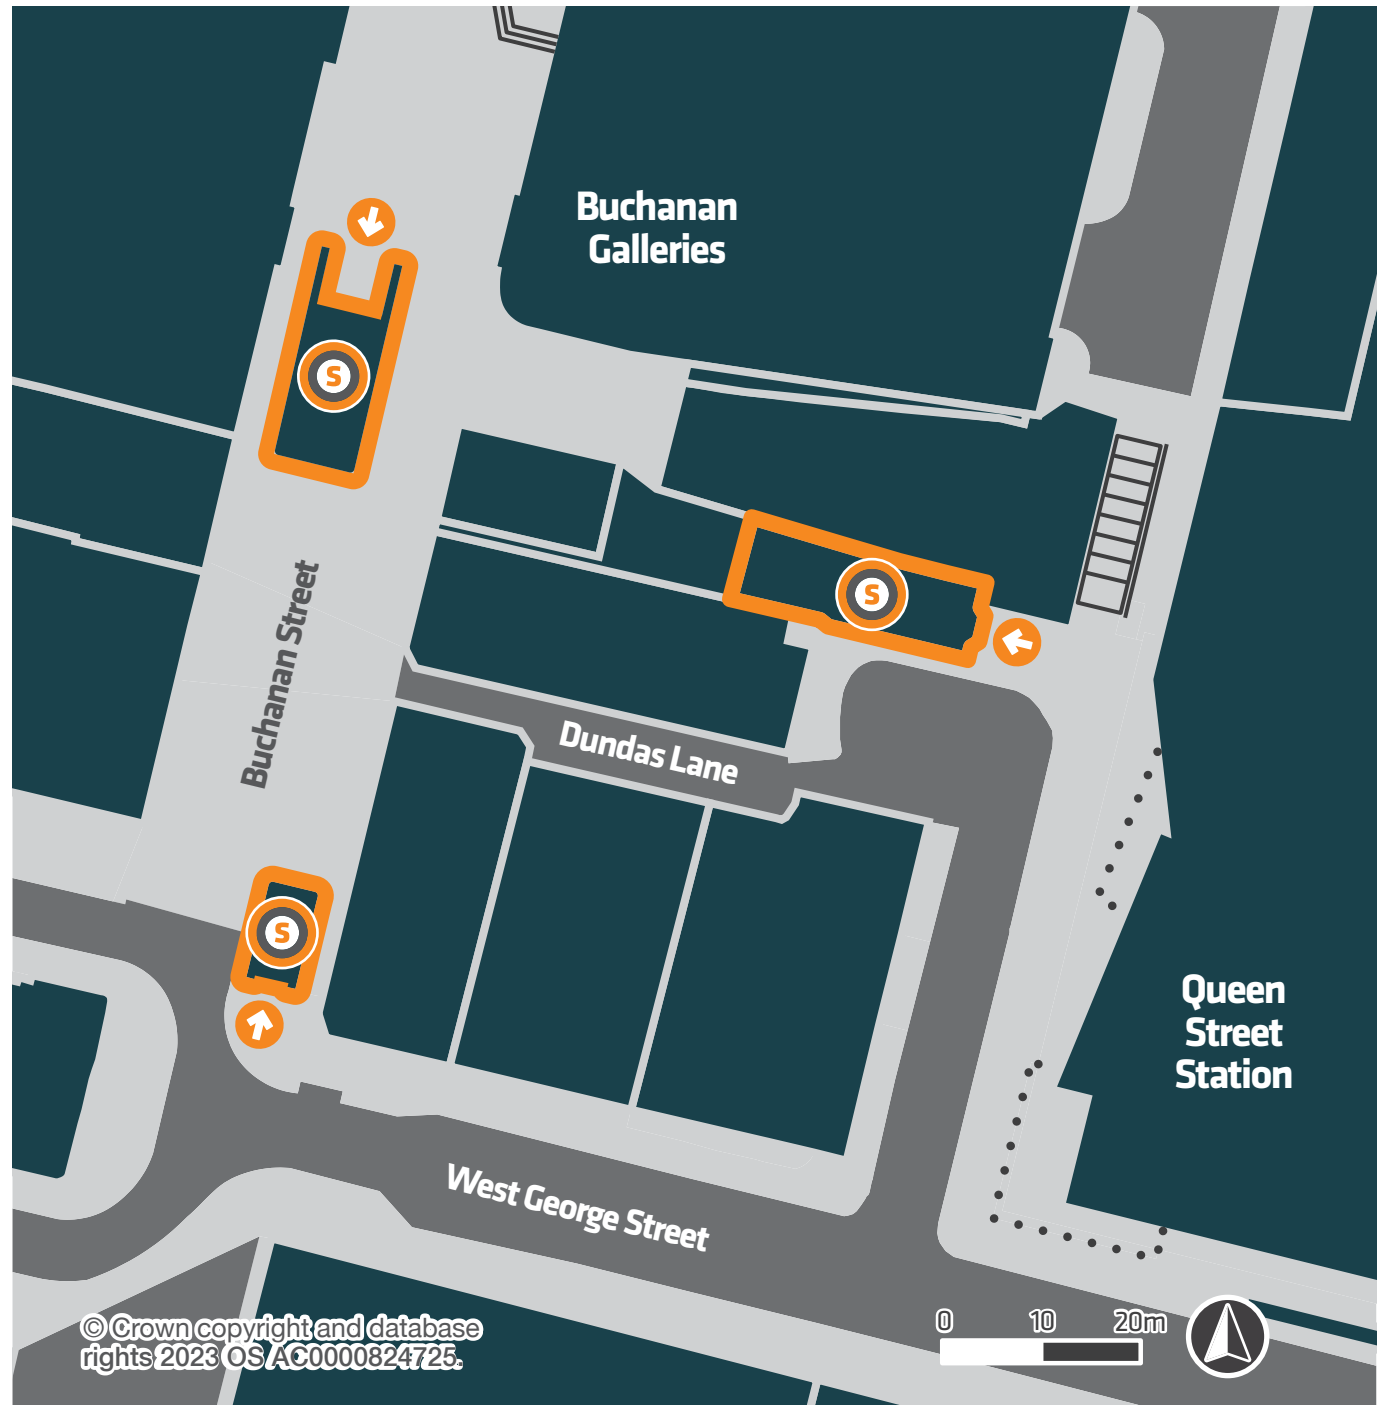 Buchanan
Galleries
S
S
Buchanan Street
Dundas Lane
S
Queen
Street
Station
West George Street
0 10 20m
© Crown copyright and database
rights 2023 OS AC0000824725.